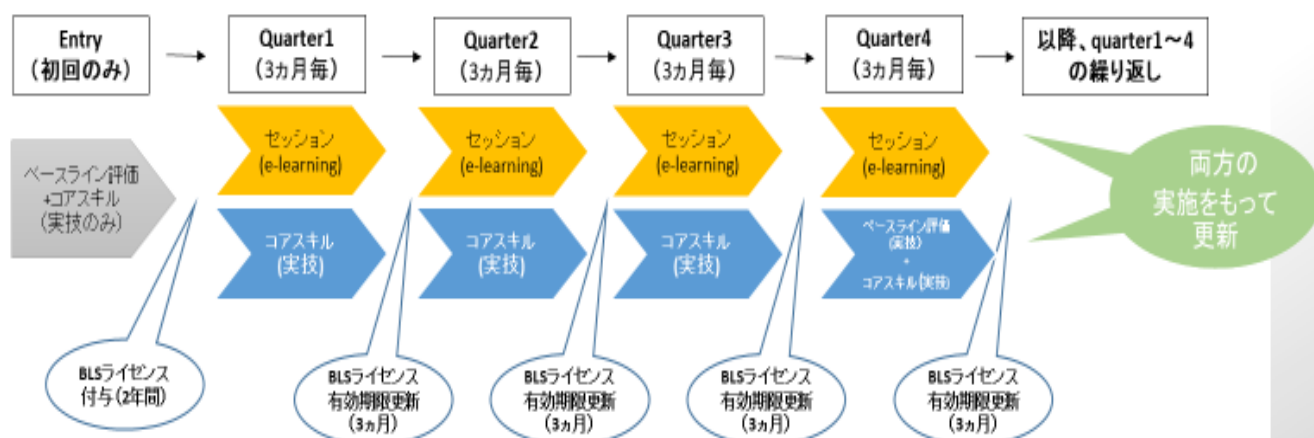 Entry
(初回のみ)
Quarter1
(3ヵ月毎)
Quarter2
(3ヵ月毎)
Quarter3
(3ヵ月毎)
Quarter4
(3ヵ月毎)
以降、quarter1～4
の繰り返し
ベースライン評価
+コアスキル
(実技のみ)
セッション
(e-learning)
セッション
(e-learning)
セッション
(e-learning)
セッション
(e-learning)
コアスキル
(実技)
コアスキル
(実技)
コアスキル
(実技)
ベースライン評価
(実技)
+
コアスキル(実技)
両方の
実施をもって
更新
BLSライセンス
付与(2年間)
BLSライセンス
有効期限更新
(3ヵ月)
BLSライセンス
有効期限更新
(3ヵ月)
BLSライセンス
有効期限更新
(3ヵ月)
BLSライセンス
有効期限更新
(3ヵ月)